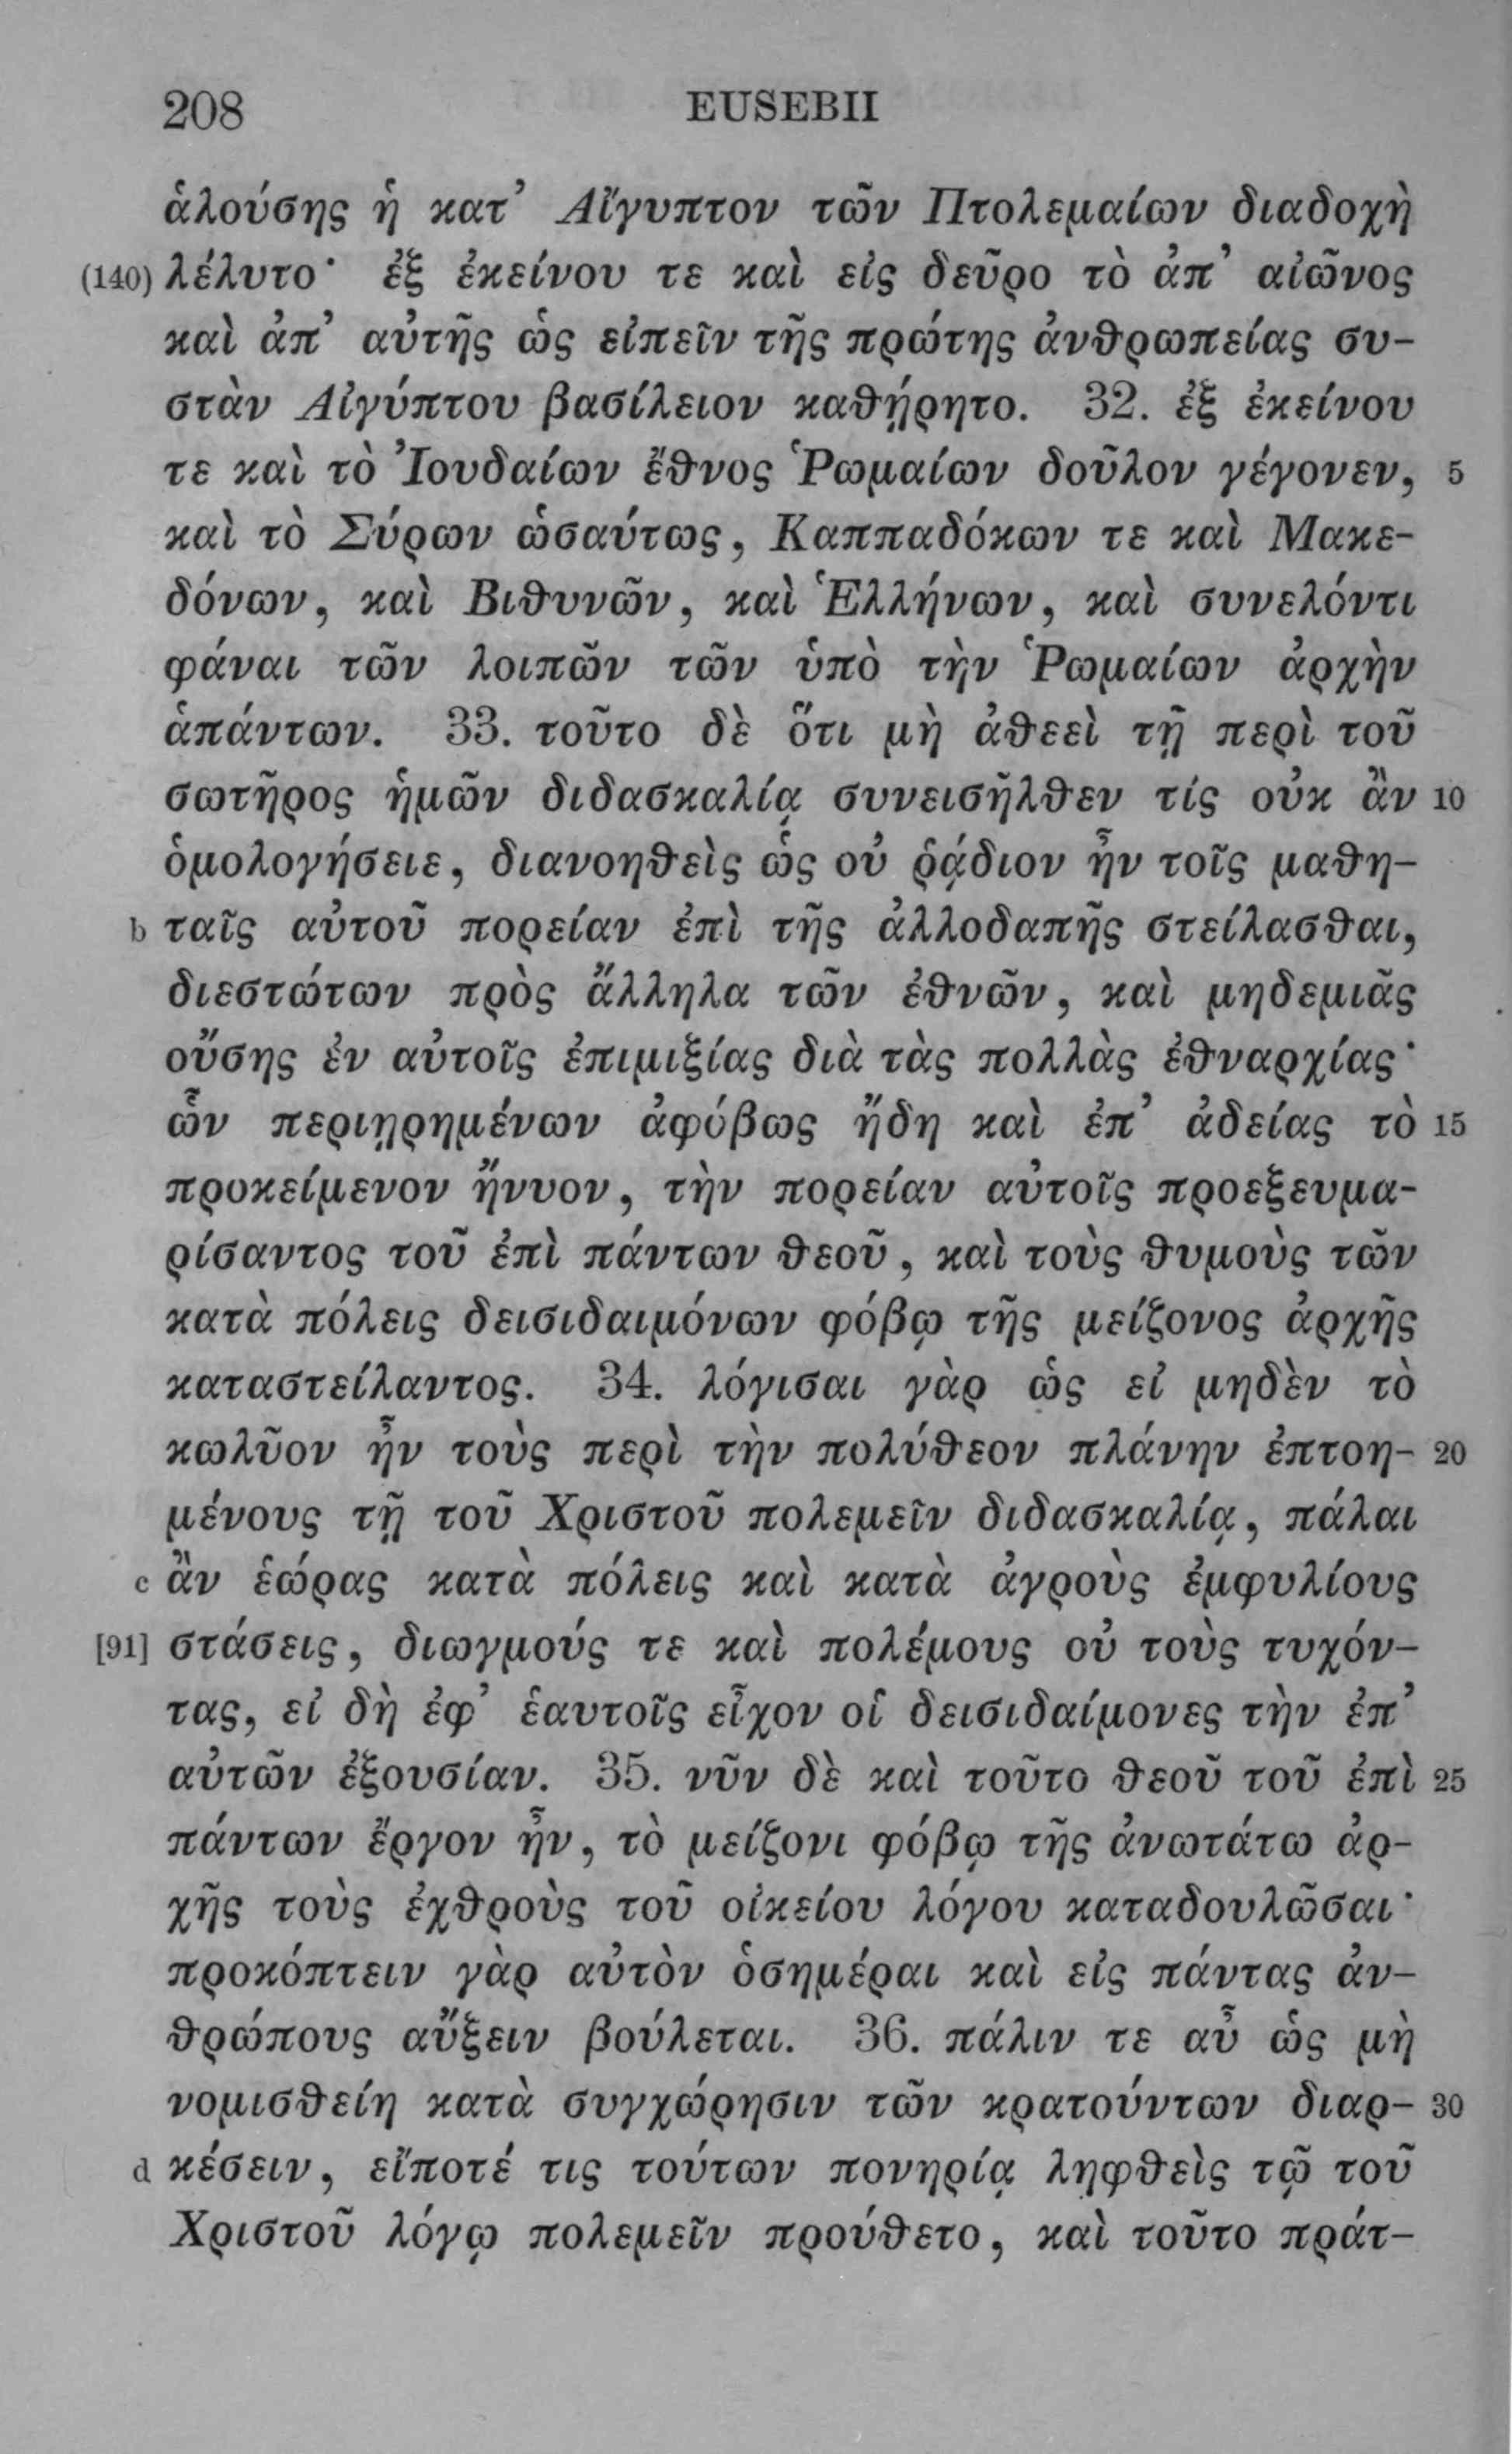 208 EUSEBII
ἁλούσης ἡ κατ’ Αἴγυπτον τῶν Πτολεμαίων διαδοχὴ
(140) λέλυτο· ἐξ ἐκείνου τε καὶ εἰς δεῦρο τὸ ἀπ’ αἰῶνος
καὶ ἀπ’ αὐτῆς ὡς εἰπεῖν τῆς πρώτης ἀνθρωπείας συ-
στὰν Αἰγύπτου βασίλειον καθῄρητο. 32. ἐξ ἐκείνου
τε καὶ τὸ Ἰουδαίων ἔθνος Ῥωμαίων δοῦλον γέγονεν, 5
καὶ τὸ Σύρων ὡσαύτως, Καππαδόκων τε καὶ Μακε-
δόνων, καὶ Βιθυνῶν, καὶ Ἑλλήνων, καὶ συνελόντι
φάναι τῶν λοιπῶν τῶν ὑπὸ τὴν Ῥωμαίων ἀρχὴν
ἁπάντων. 33. τοῦτο δὲ ὅτι μὴ ἀθεεὶ τῇ περὶ τοῦ
σωτῆρος ἡμῶν διδασκαλίᾳ συνεισῆλθεν τίς οὐκ ἂν 10
ὁμολογήσειε, διανοηθεὶς ὡς οὐ ῥᾴδιον ἦν τοῖς μαθη-
b ταῖς αὐτοῦ πορείαν ἐπὶ τῆς ἀλλοδαπῆς στείλασθαι,
διεστώτων πρὸς ἄλληλα τῶν ἐθνῶν, καὶ μηδεμιᾶς
οὔσης ἐν αὐτοῖς ἐπιμιξίας διὰ τὰς πολλὰς ἐθναρχίας·
ὧν περιῃρημένων ἀφόβως ἤδη καὶ ἐπ’ ἀδείας τὸ 15
προκείμενον ἤνυον, τὴν πορείαν αὐτοῖς προεξευμα-
ρίσαντος τοῦ ἐπὶ πάντων θεοῦ, καὶ τοὺς θυμοὺς τῶν
κατὰ πόλεις δεισιδαιμόνων φόβῳ τῆς μείζονος ἀρχῆς
καταστείλαντος. 34. λόγισαι γὰρ ὡς εἰ μηδὲν τὸ
κωλῦον ἦν τοὺς περὶ τὴν πολύθεον πλάνην ἐπτοη- 20
μένους τῇ τοῦ Χριστοῦ πολεμεῖν διδασκαλίᾳ, πάλαι
c ἂν ἑώρας κατὰ πόλεις καὶ κατὰ ἀγροὺς ἐμφυλίους
[91] στάσεις, διωγμούς τε καὶ πολέμους οὐ τοὺς τυχόν-
τας, εἰ δὴ ἐφ’ ἑαυτοῖς εἶχον οἱ δεισιδαίμονες τὴν ἐπ’
αὐτῶν ἐξουσίαν. 35. νῦν δὲ καὶ τοῦτο θεοῦ τοῦ ἐπὶ 25
πάντων ἔργον ἦν, τὸ μείζονι φόβῳ τῆς ἀνωτάτω ἀρ-
χῆς τοὺς ἐχθροὺς τοῦ οἰκείου λόγου καταδουλῶσαι·
προκόπτειν γὰρ αὐτὸν ὁσημέραι καὶ εἰς πάντας ἀν-
θρώπους αὔξειν βούλεται. 36. πάλιν τε αὖ ὡς μὴ
νομισθείη κατὰ συγχώρησιν τῶν κρατούντων διαρ- 30
d κέσειν, εἴποτέ τις τούτων πονηρίᾳ ληφθεὶς τῷ τοῦ
Χριστοῦ λόγῳ πολεμεῖν προύθετο, καὶ τοῦτο πράτ-